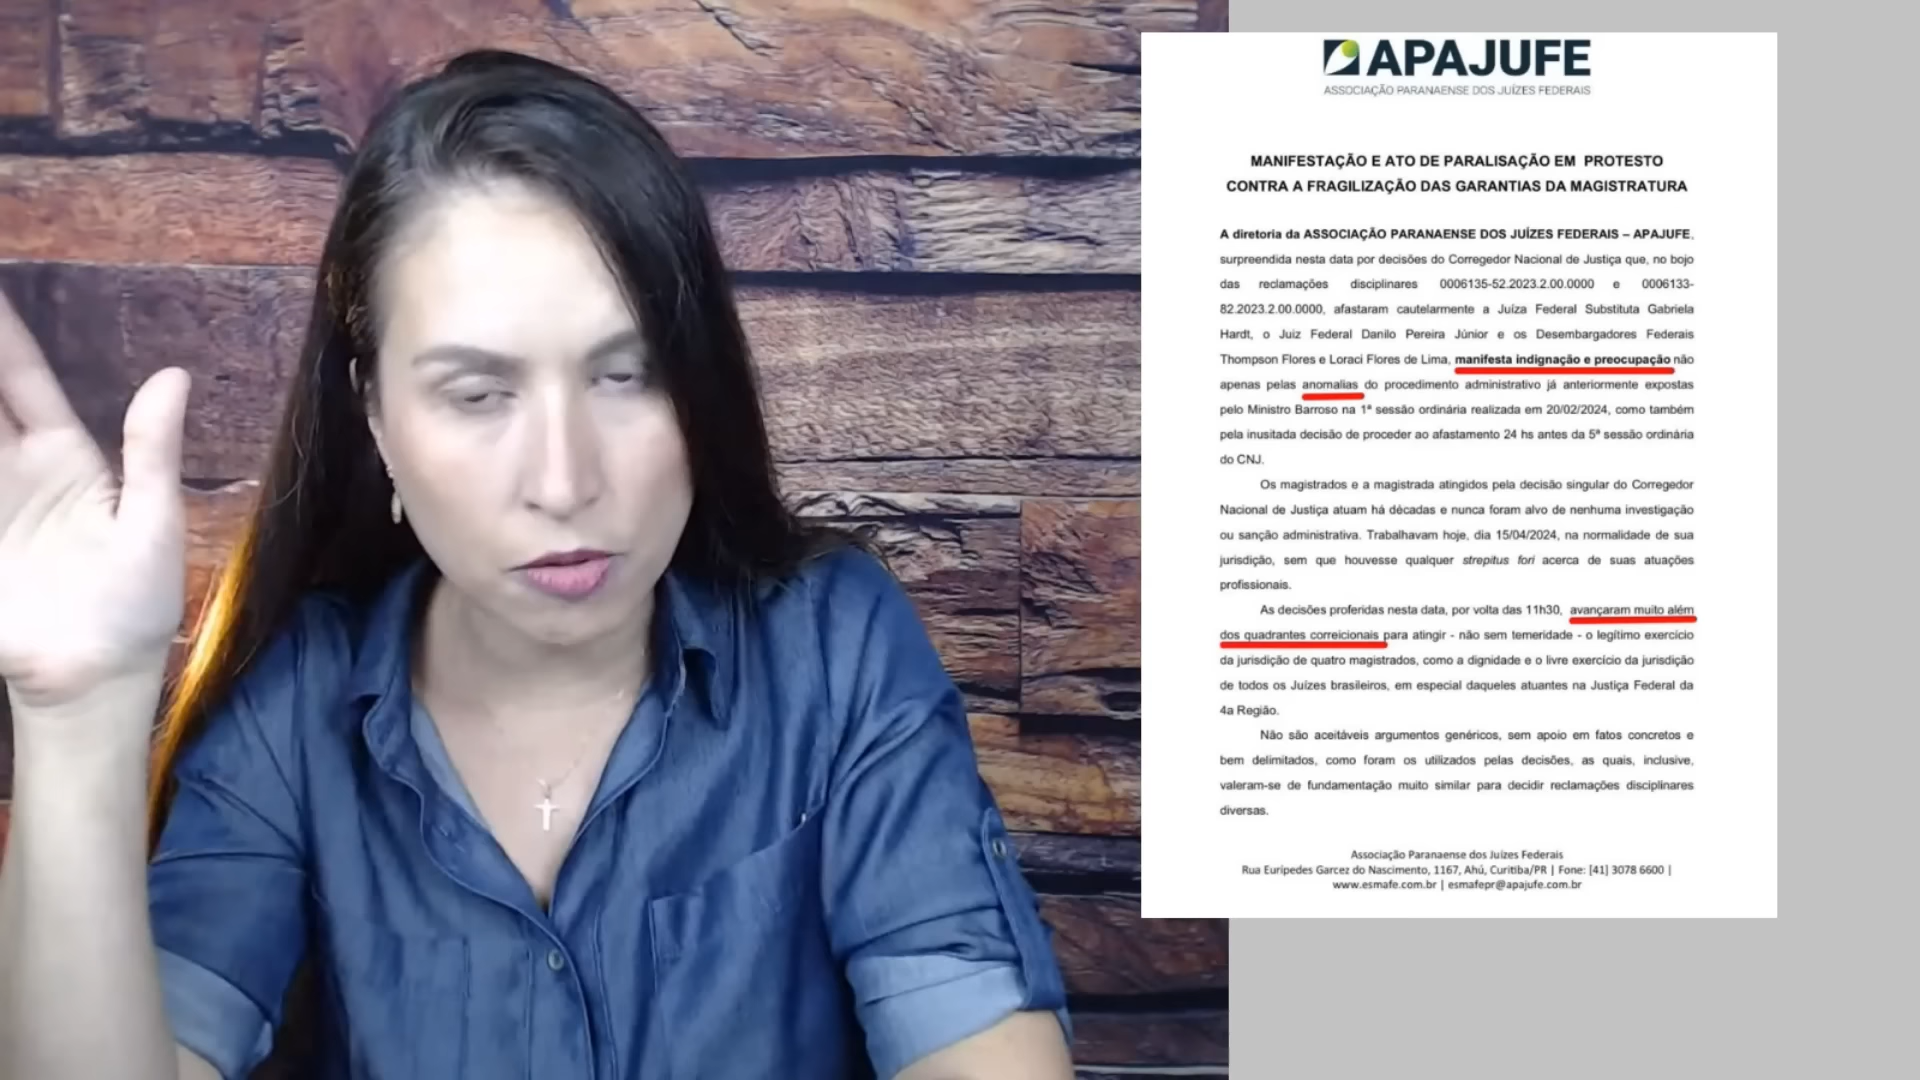 APAJUFE
ASSOCIAÇÃO PARANAENSE DOS JUÍZES FEDERAIS
MANIFESTAÇÃO E ATO DE PARALISAÇÃO EM PROTESTO
CONTRA A FRAGILIZAÇÃO DAS GARANTIAS DA MAGISTRATURA
A diretoria da ASSOCIAÇÃO PARANAENSE DOS JUÍZES FEDERAIS – APAJUFE,
surpreendida nesta data por decisões do Corregedor Nacional de Justiça que, no bojo
das reclamações disciplinares 0006135-52.2023.2.00.0000 e 0006133-
82.2023.2.00.0000, afastaram cautelarmente a Juíza Federal Substituta Gabriela
Hardt, o Juiz Federal Danilo Pereira Júnior e os Desembargadores Federais
Thompson Flores e Loraci Flores de Lima, manifesta indignação e preocupação não
apenas pelas anomalias do procedimento administrativo já anteriormente expostas
pelo Ministro Barroso na 1ª sessão ordinária realizada em 20/02/2024, como também
pela inusitada decisão de proceder ao afastamento 24 hs antes da 5ª sessão ordinária
do CNJ.
Os magistrados e a magistrada atingidos pela decisão singular do Corregedor
Nacional de Justiça atuam há décadas e nunca foram alvo de nenhuma investigação
ou sanção administrativa. Trabalhavam hoje, dia 15/04/2024, na normalidade de sua
jurisdição, sem que houvesse qualquer strepitus fori acerca de suas atuações
profissionais.
As decisões proferidas nesta data, por volta das 11h30, avançaram muito além
dos quadrantes correicionais para atingir - não sem temeridade - o legítimo exercício
da jurisdição de quatro magistrados, como a dignidade e o livre exercício da jurisdição
de todos os Juízes brasileiros, em especial daqueles atuantes na Justiça Federal da
4a Região.
Não são aceitáveis argumentos genéricos, sem apoio em fatos concretos e
bem delimitados, como foram os utilizados pelas decisões, as quais, inclusive,
valeram-se de fundamentação muito similar para decidir reclamações disciplinares
diversas.
Associação Paranaense dos Juízes Federais
Rua Eurípedes Garcez do Nascimento, 1167, Ahú, Curitiba/PR | Fone: [41) 3078 6600 |
www.esmafe.com.br | esmafepr@apajufe.com.br